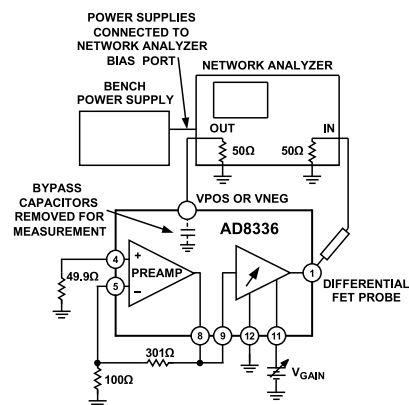 POWER SUPPLIES
CONNECTED TO
NETWORK ANALYZER
BIAS PORT
NETWORK ANALYZER
BENCH
POWER SUPPLY
OUT
IN
50Ω
50Ω
BYPASS
CAPACITORS
REMOVED FOR
MEASUREMENT
VPOS OR VNEG
AD8336
4
+
PREAMP
49.9Ω
5
–
1
DIFFERENTIAL
FET PROBE
8
9
12
11
301Ω
100Ω
VGAIN